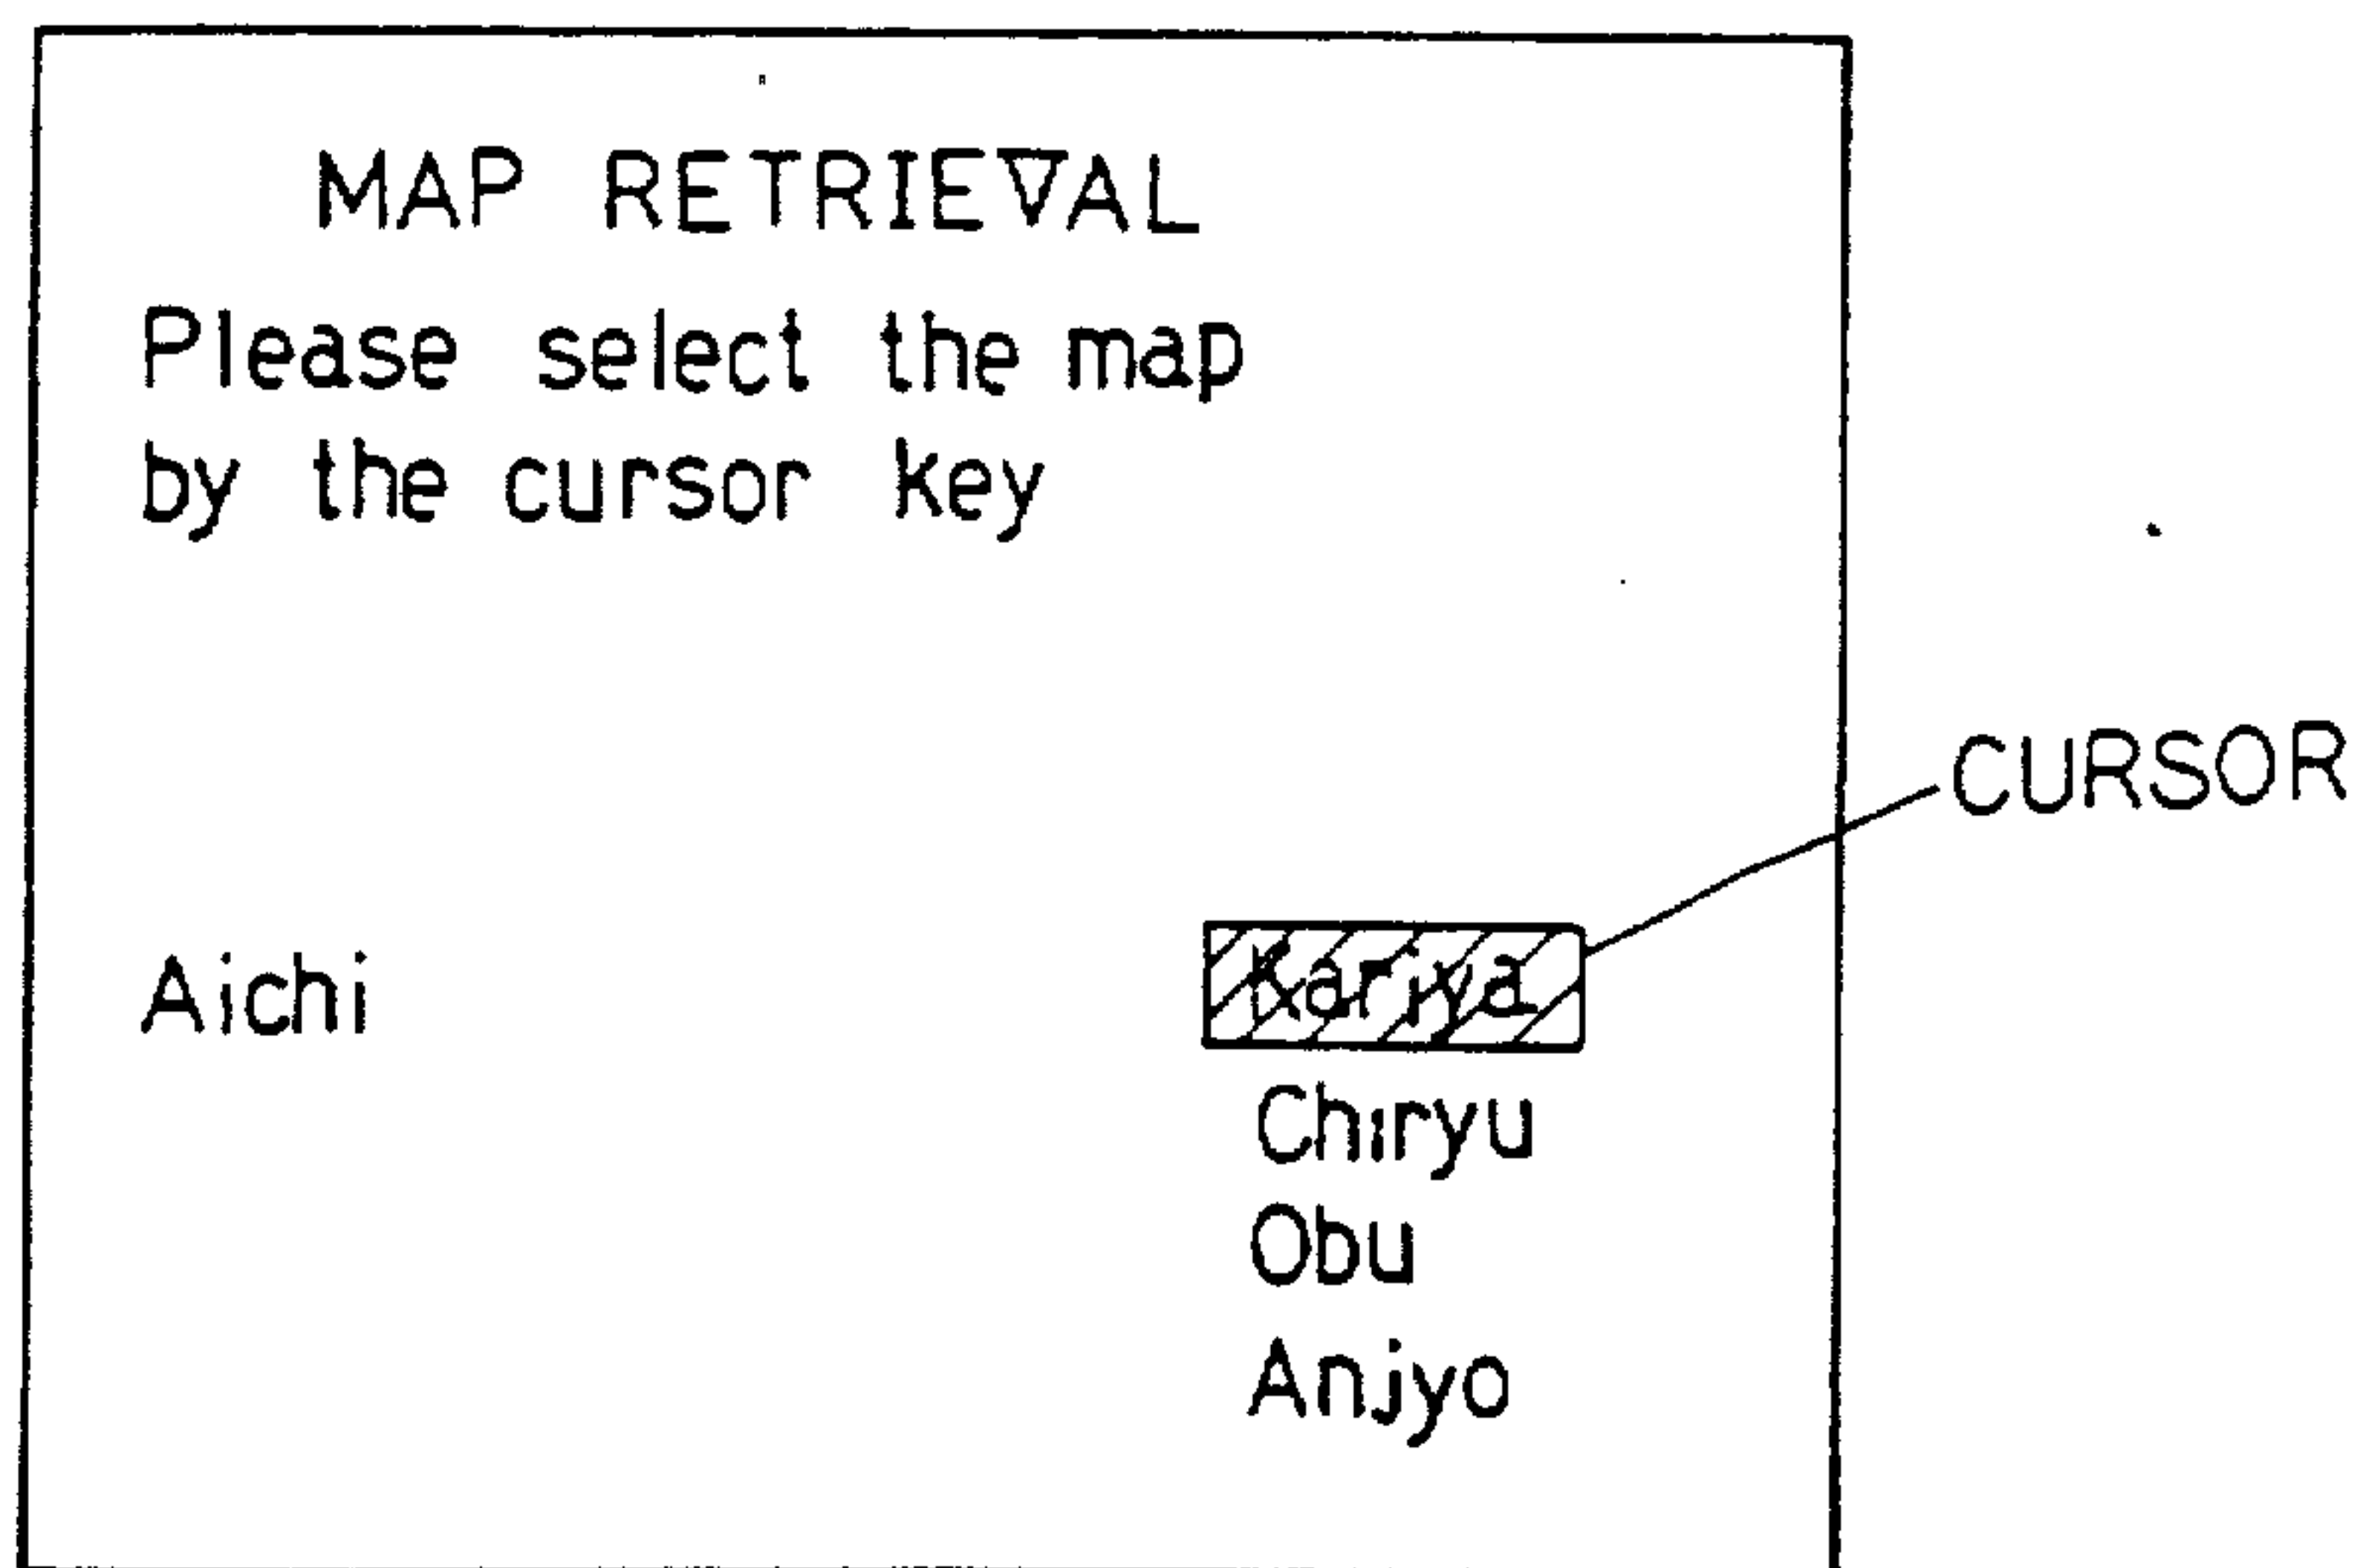 MAP RETRIEVAL
Please select the map
by the cursor key
CURSOR
Aichi Kariya
Chiryu
Obu
Anjyo